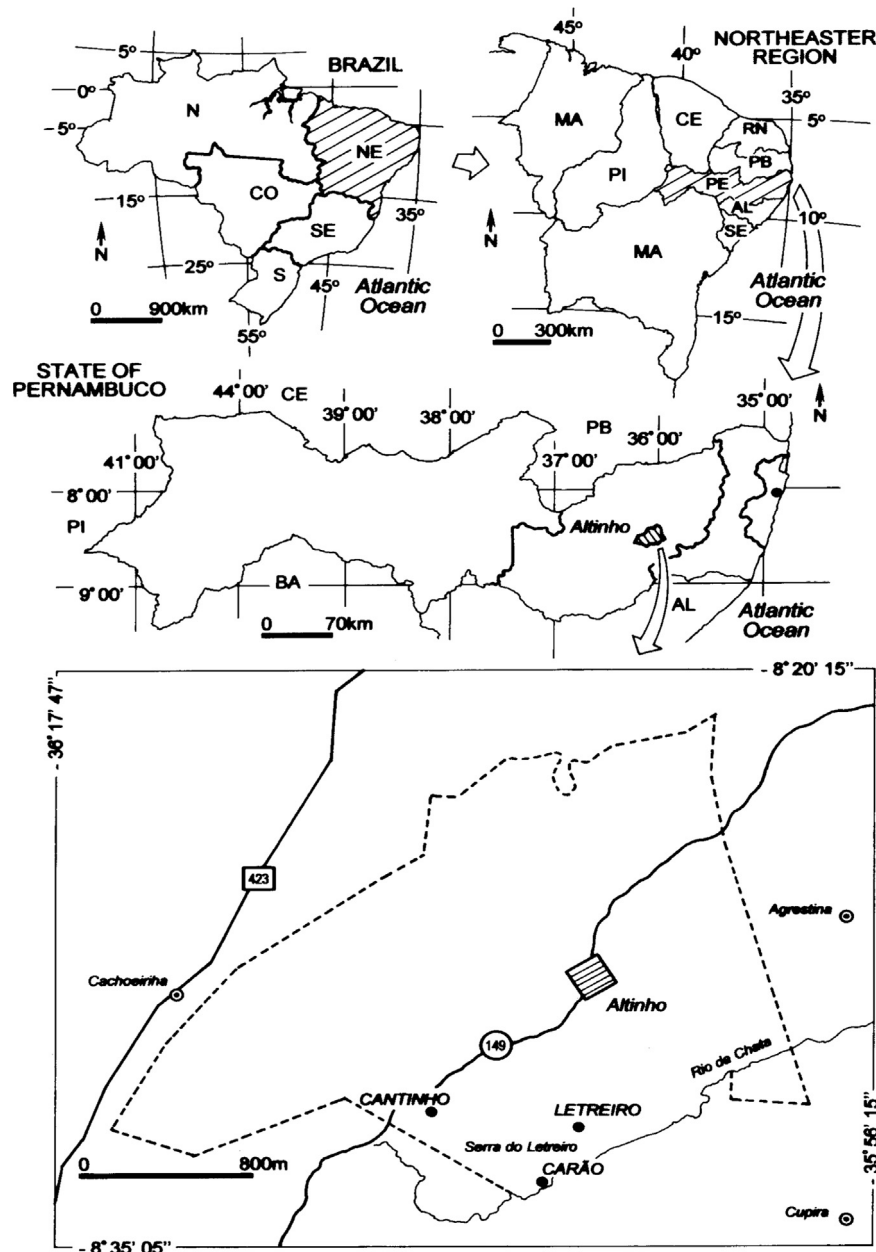 5°
BRAZIL
0°
N
-5°
NE
CO
15°
35°
SE
N
25°
S
45°
Atlantic
Ocean
0 900km
55°
45°
40°
NORTHEASTER
REGION
35°
5°
MA
CE
RN
PB
PI
PE
AL
10°
SE
N
MA
Atlantic
Ocean
15°
0 300km
STATE OF
PERNAMBUCO
44° 00'
CE
39° 00'
38° 00'
35° 00'
N
PB
36° 00'
41° 00'
37° 00'
8° 00'
PI
Altinho
9° 00'
BA
AL
Atlantic
Ocean
0 70km
- 8° 20' 15"
- 36° 17' 47"
423
Agrestina
Cachoeiriha
Altinho
149
Rio da Chata
CANTINHO
LETREIRO
Serra do Letreiro
0 800m
CARÃO
- 35° 56' 15"
Cupira
- 8° 35' 05"